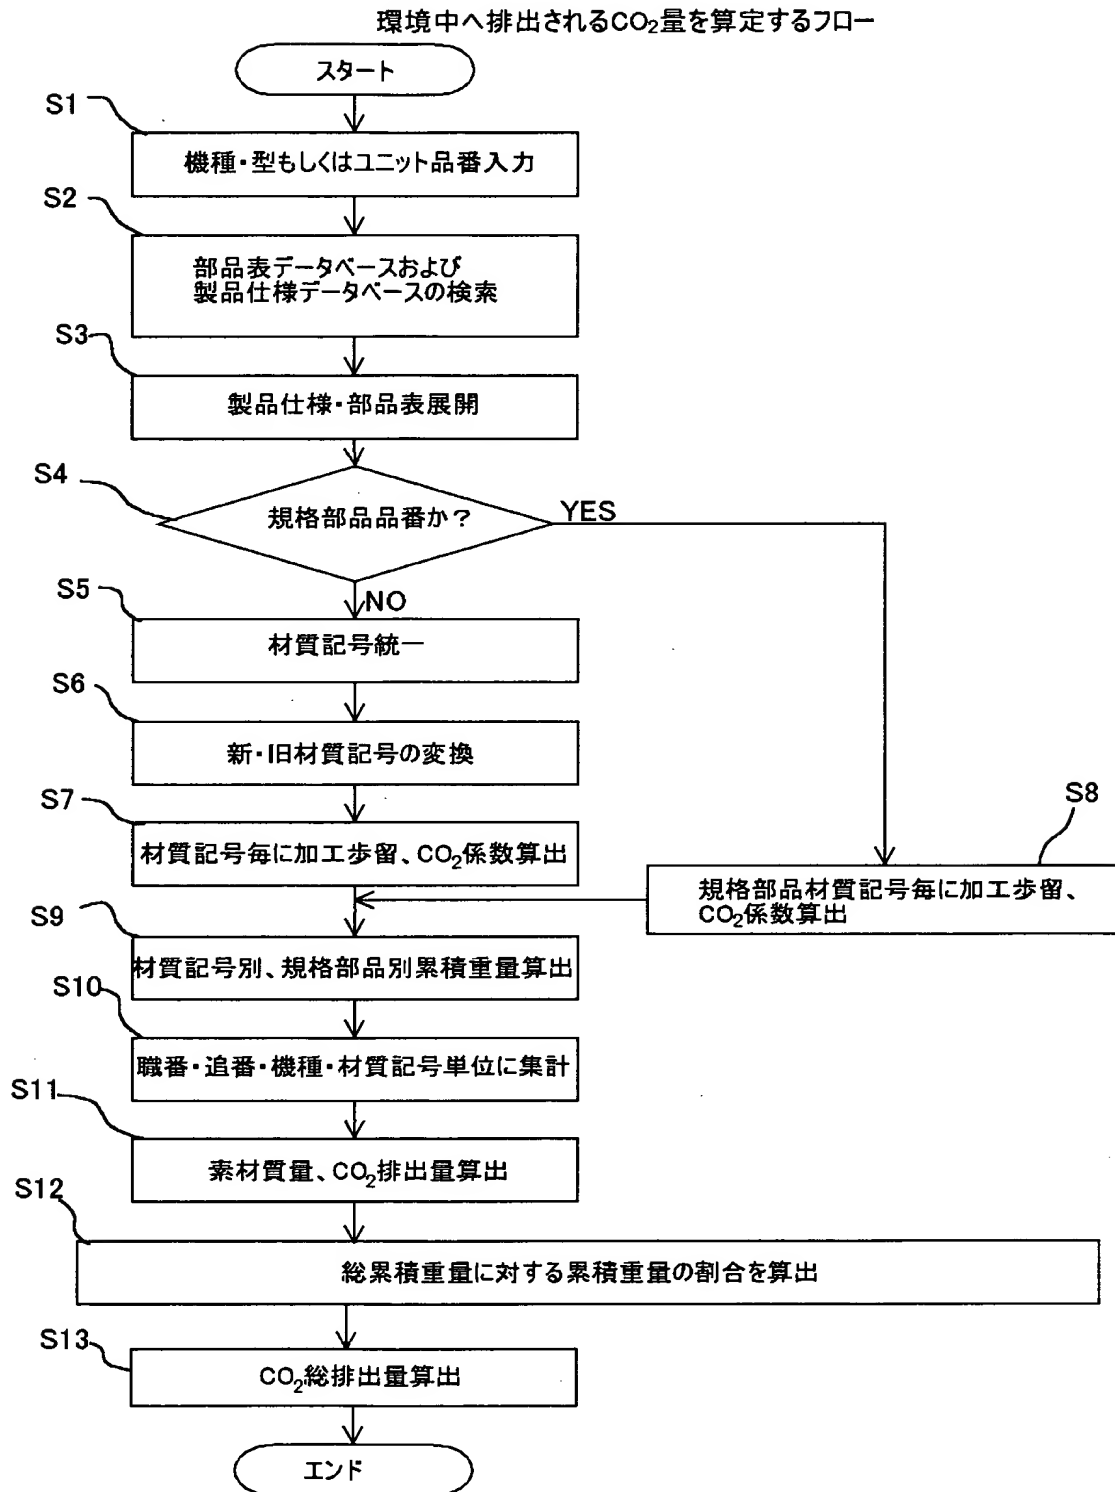 環境中へ排出されるCO₂量を算定するフロー
スタート
S1
機種・型もしくはユニット品番入力
S2
部品表データベースおよび
製品仕様データベースの検索
S3
製品仕様・部品表展開
S4
規格部品品番か？
YES
NO
S5
材質記号統一
S6
新・旧材質記号の変換
S7
材質記号毎に加工歩留、CO₂係数算出
S8
規格部品材質記号毎に加工歩留、
CO₂係数算出
S9
材質記号別、規格部品別累積重量算出
S10
職番・追番・機種・材質記号単位に集計
S11
素材質量、CO₂排出量算出
S12
総累積重量に対する累積重量の割合を算出
S13
CO₂総排出量算出
エンド